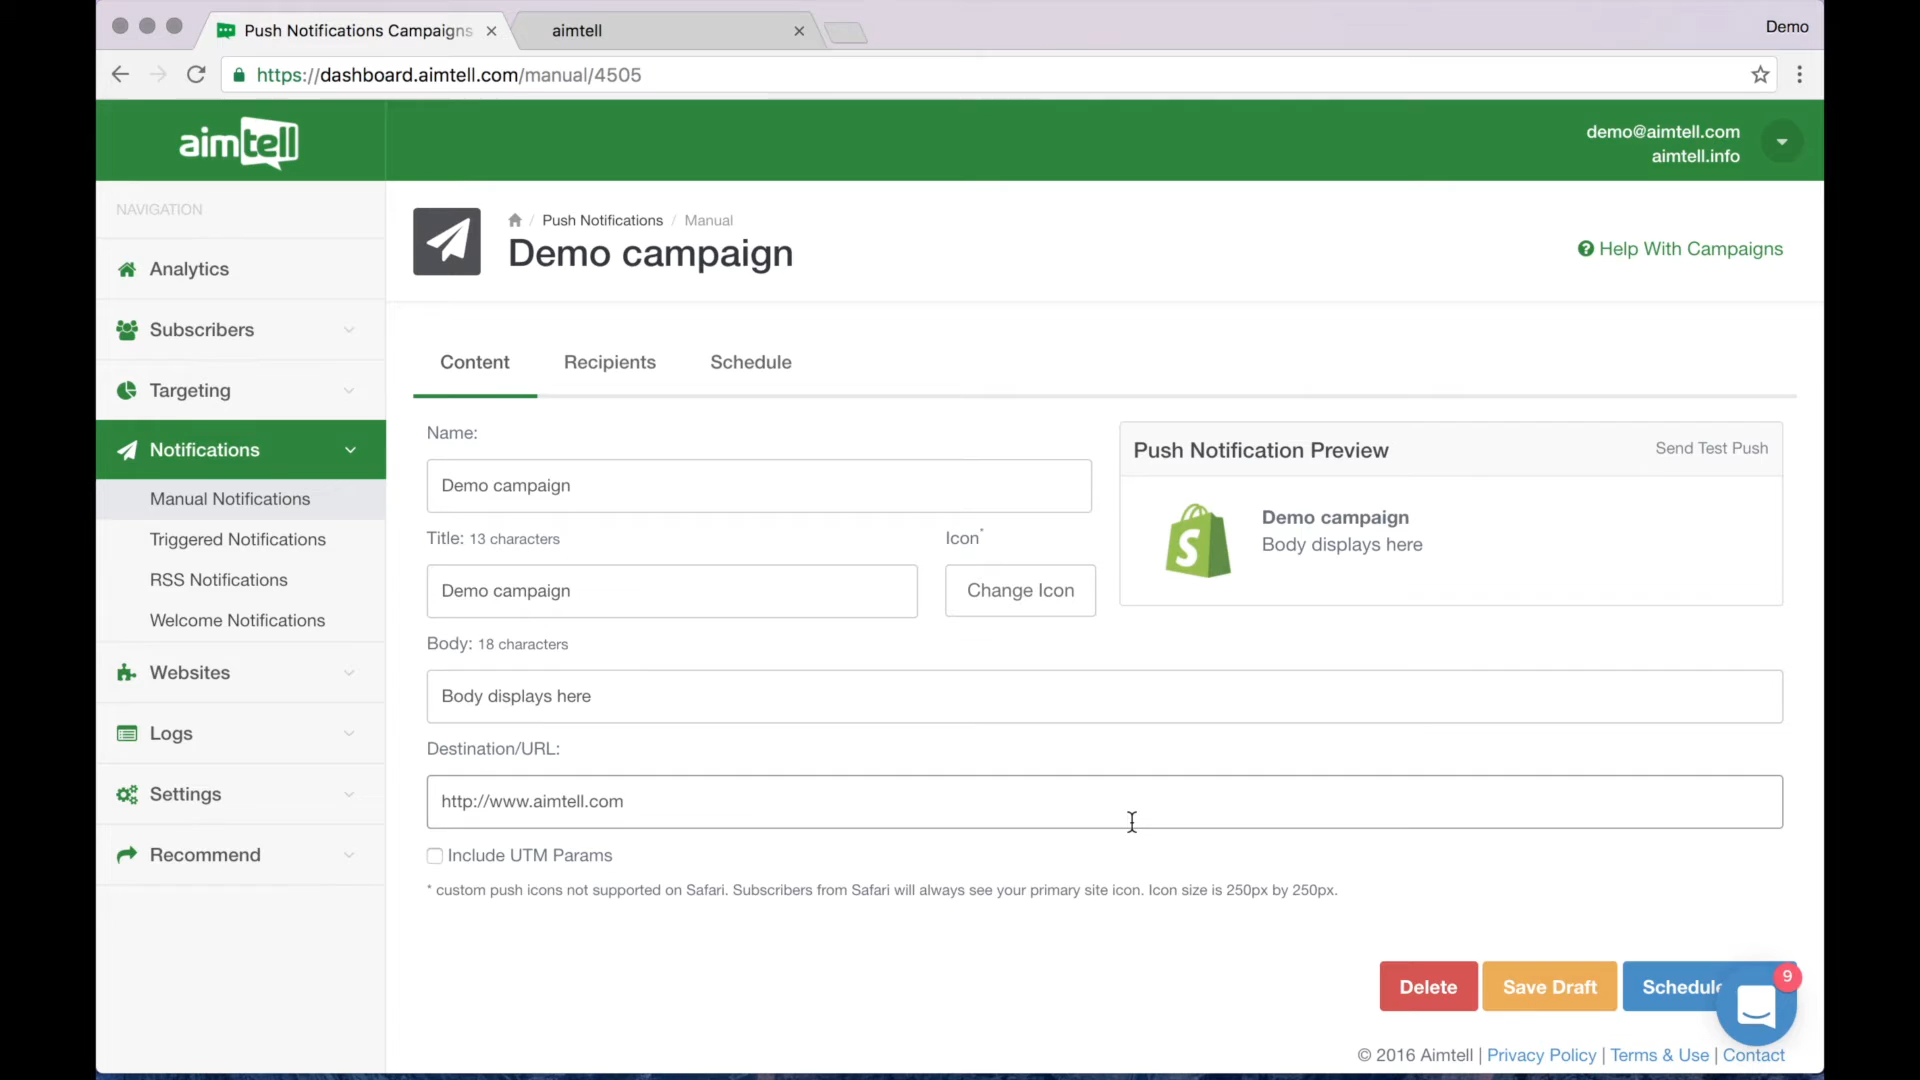 Push Notifications Campaigns
aimtell
Demo
https://dashboard.aimtell.com/manual/4505
aimtell
demo@aimtell.com
aimtell.info
NAVIGATION
Analytics
Subscribers
Targeting
Notifications
Manual Notifications
Triggered Notifications
RSS Notifications
Welcome Notifications
Websites
Logs
Settings
Recommend
/ Push Notifications / Manual
Demo campaign
Help With Campaigns
Content Recipients Schedule
Name:
Demo campaign
Title: 13 characters
Icon*
Demo campaign
Change Icon
Body: 18 characters
Body displays here
Destination/URL:
http://www.aimtell.com
Include UTM Params
* custom push icons not supported on Safari. Subscribers from Safari will always see your primary site icon. Icon size is 250px by 250px.
Push Notification Preview
Send Test Push
S
Demo campaign
Body displays here
Delete
Save Draft
Schedule
9
© 2016 Aimtell | Privacy Policy | Terms & Use | Contact